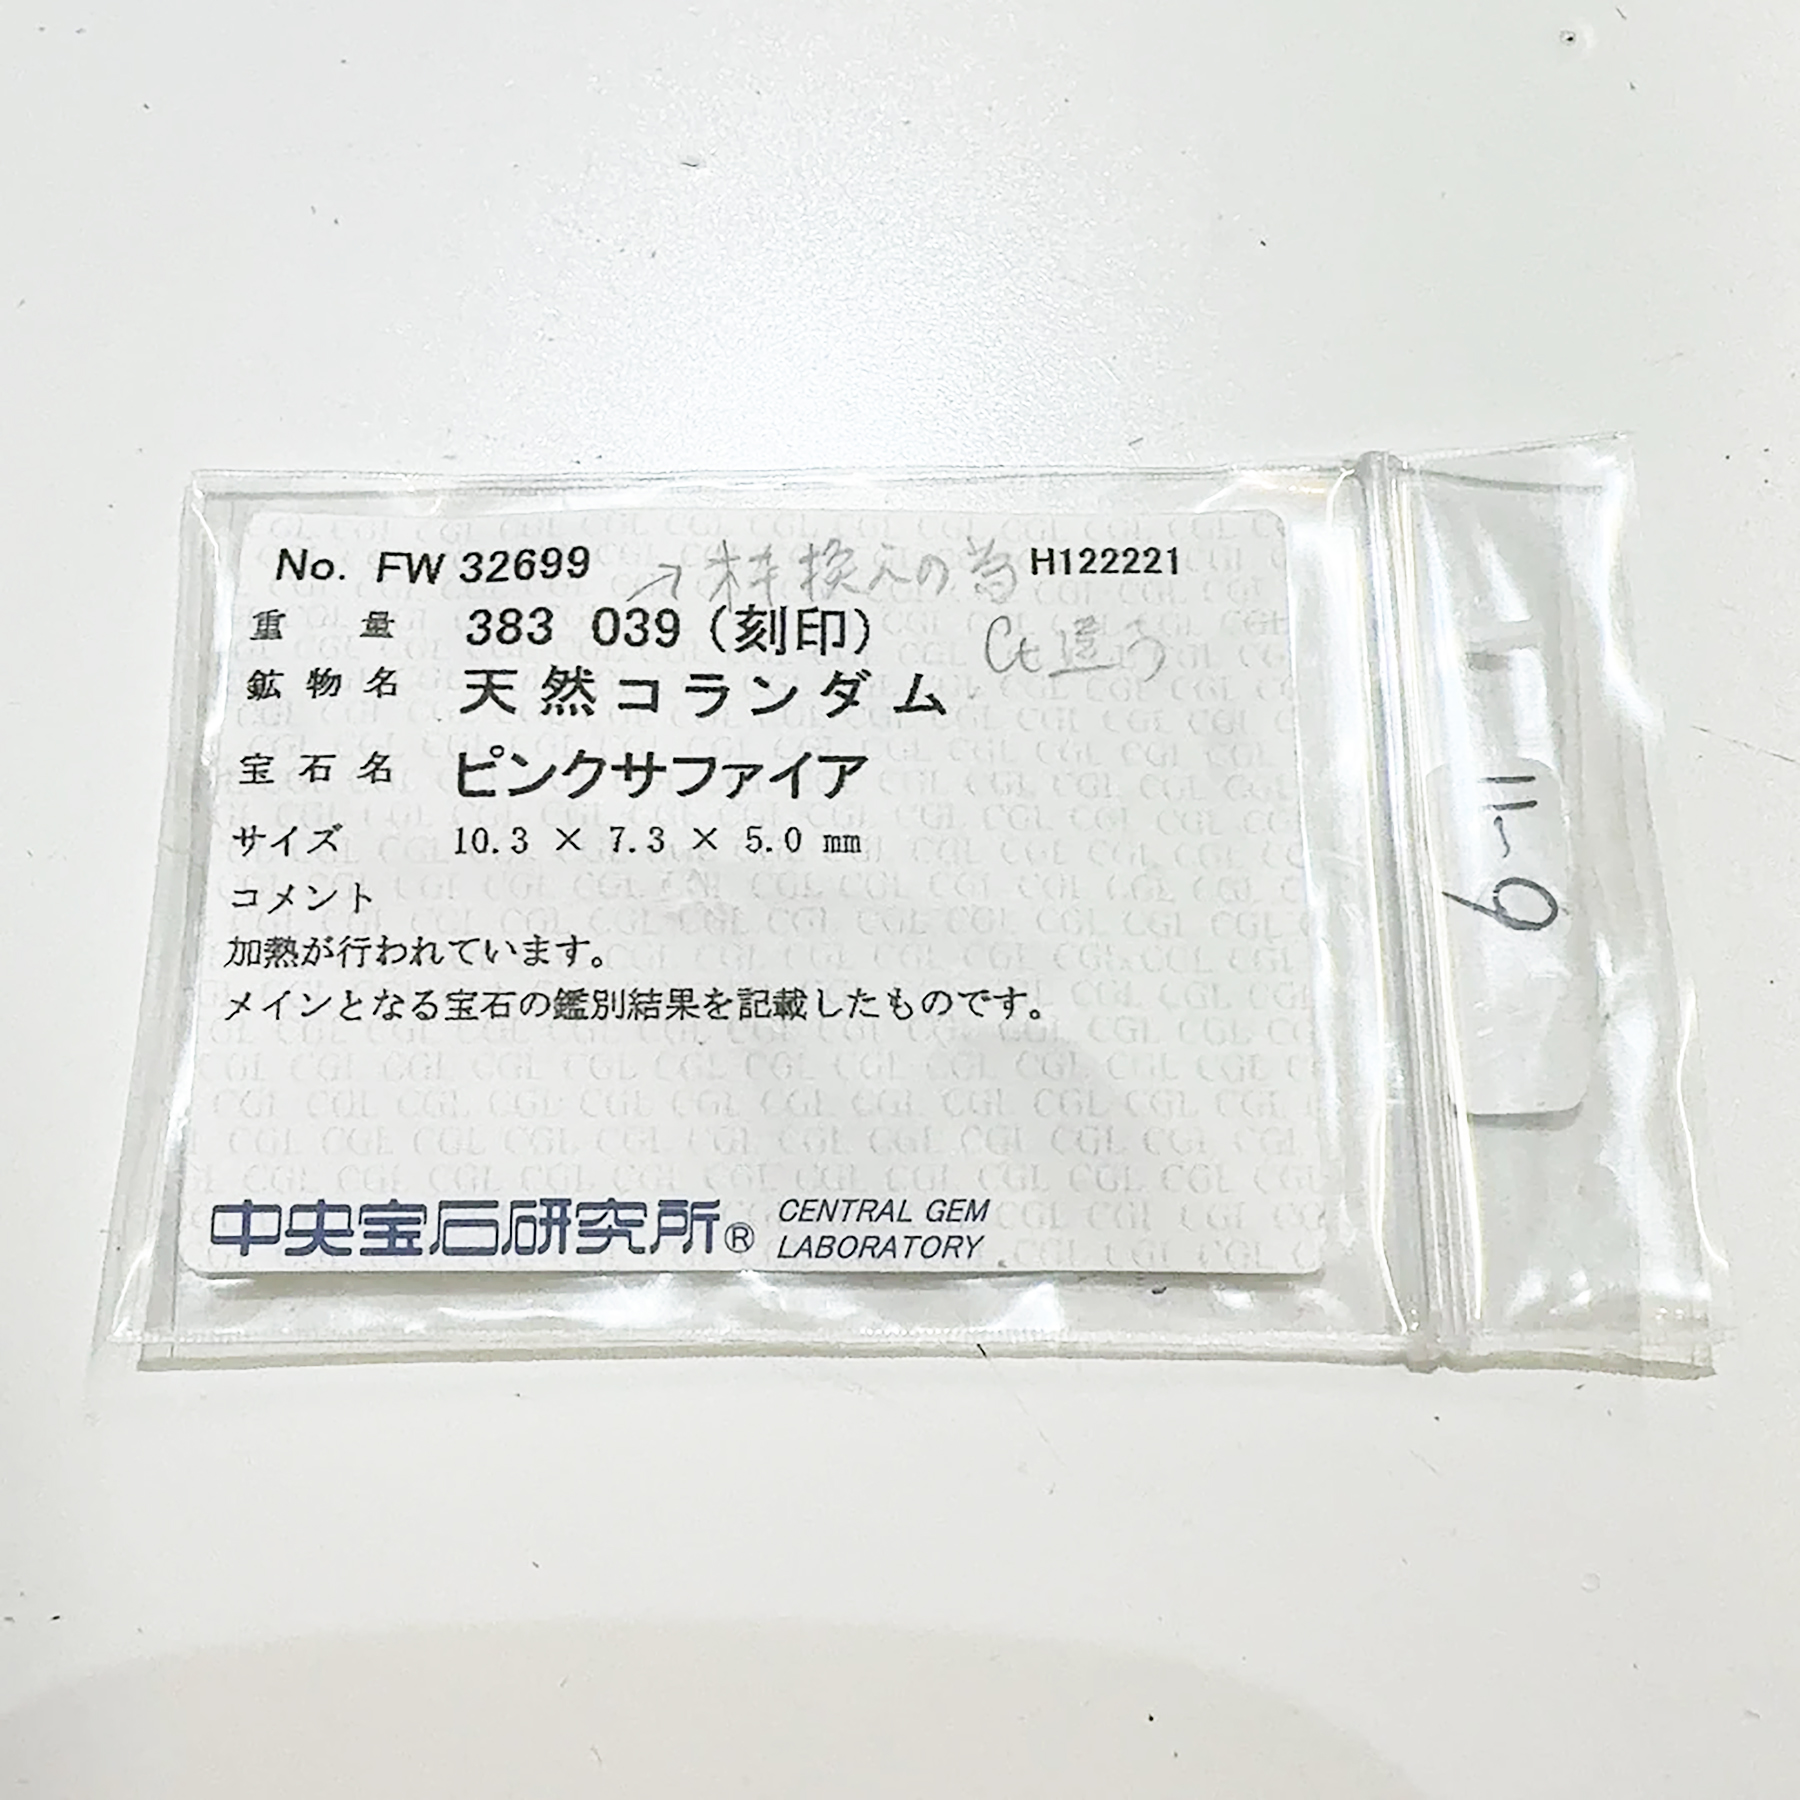 No. FW 32699 →枠換えの為 H122221
重量 383 039 (刻印) Ct違う
鉱物名 天然コランダム
宝石名 ピンクサファイア
サイズ 10.3 × 7.3 × 5.0 mm
コメント
加熱が行われています。
メインとなる宝石の鑑別結果を記載したものです。
中央宝石研究所® CENTRAL GEM
LABORATORY
11-9